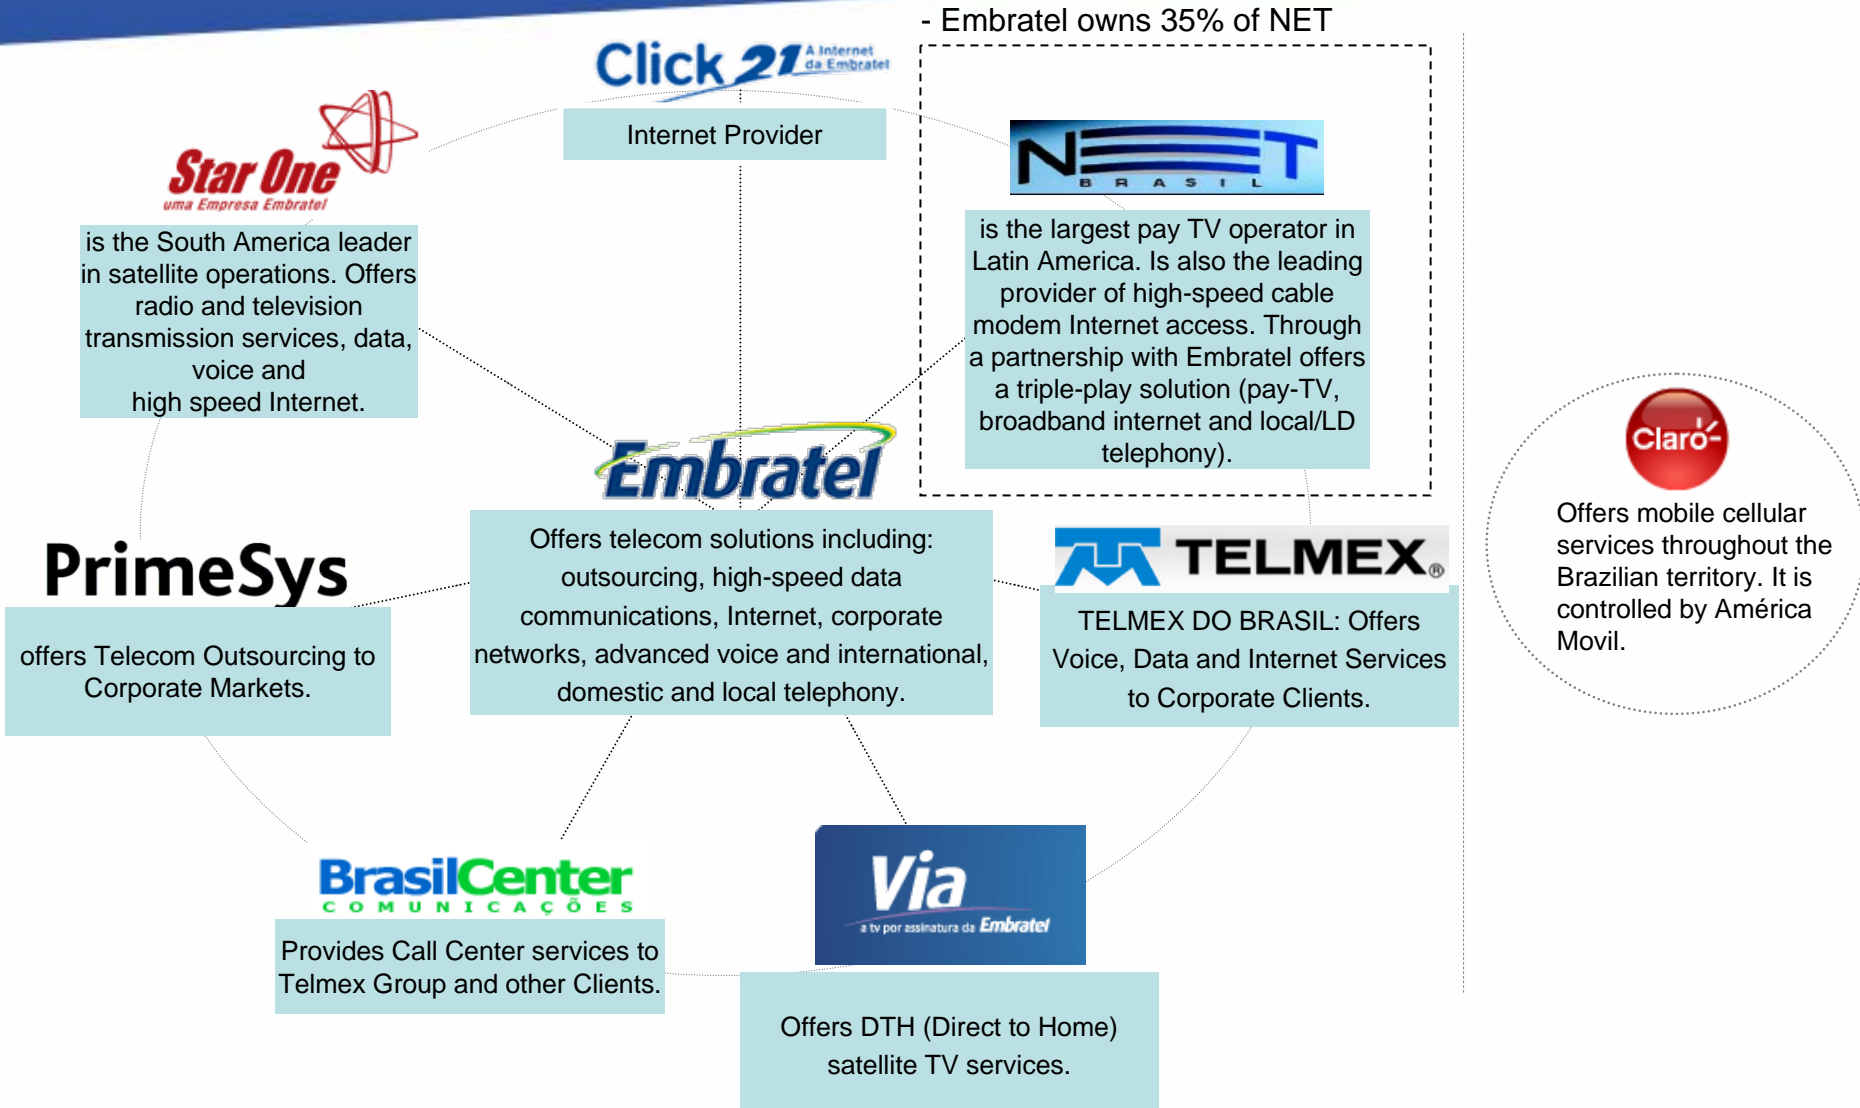 - Embratel owns 35% of NET
Click 21
A Internet
da Embratel
Internet Provider
Star One
uma Empresa Embratel
is the South America leader
in satellite operations. Offers
radio and television
transmission services, data,
voice and
high speed Internet.
NET
BRASIL
is the largest pay TV operator in
Latin America. Is also the leading
provider of high-speed cable
modem Internet access. Through
a partnership with Embratel offers
a triple-play solution (pay-TV,
broadband internet and local/LD
telephony).
Embratel
Offers telecom solutions including:
outsourcing, high-speed data
communications, Internet, corporate
networks, advanced voice and international,
domestic and local telephony.
PrimeSys
offers Telecom Outsourcing to
Corporate Markets.
TELMEX®
TELMEX DO BRASIL: Offers
Voice, Data and Internet Services
to Corporate Clients.
Claro-
Offers mobile cellular
services throughout the
Brazilian territory. It is
controlled by América
Movil.
BrasilCenter
COMUNICAÇÕES
Provides Call Center services to
Telmex Group and other Clients.
Via
a tv por assinatura da Embratel
Offers DTH (Direct to Home)
satellite TV services.